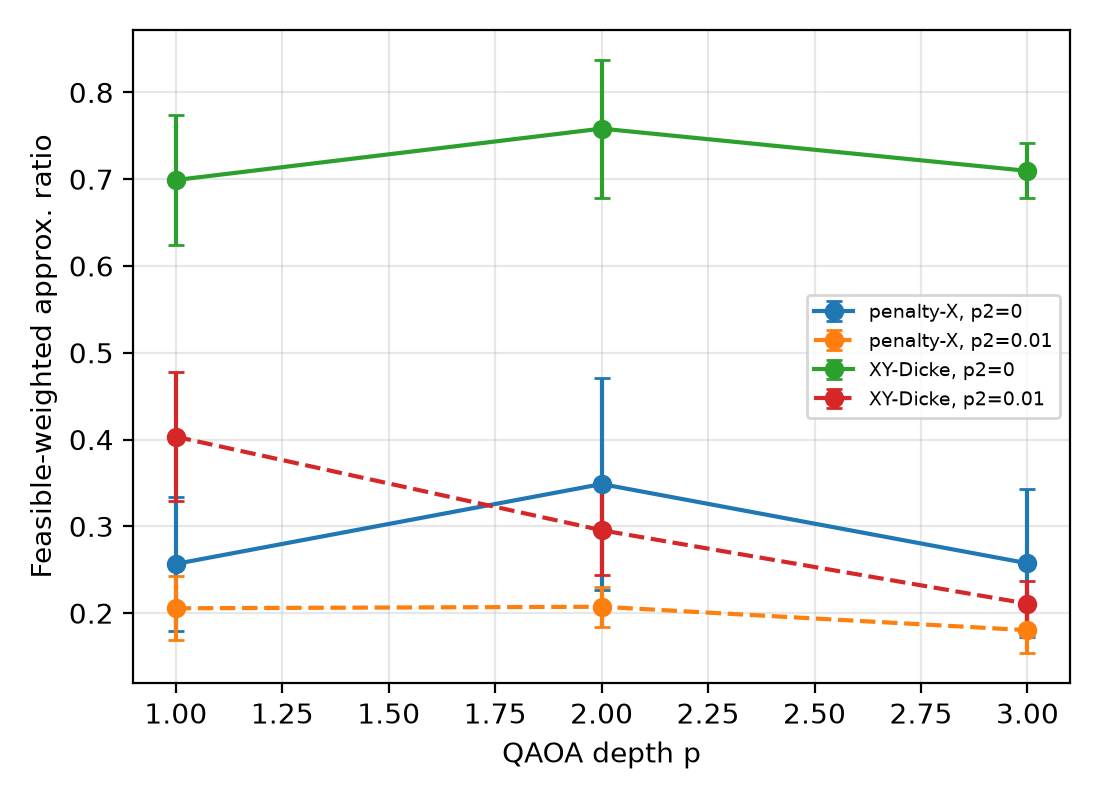 Feasible-weighted approx. ratio
0.8
0.7
0.6
0.5
0.4
0.3
0.2
penalty-X, p2=0
penalty-X, p2=0.01
XY-Dicke, p2=0
XY-Dicke, p2=0.01
1.00 1.25 1.50 1.75 2.00 2.25 2.50 2.75 3.00
QAOA depth p